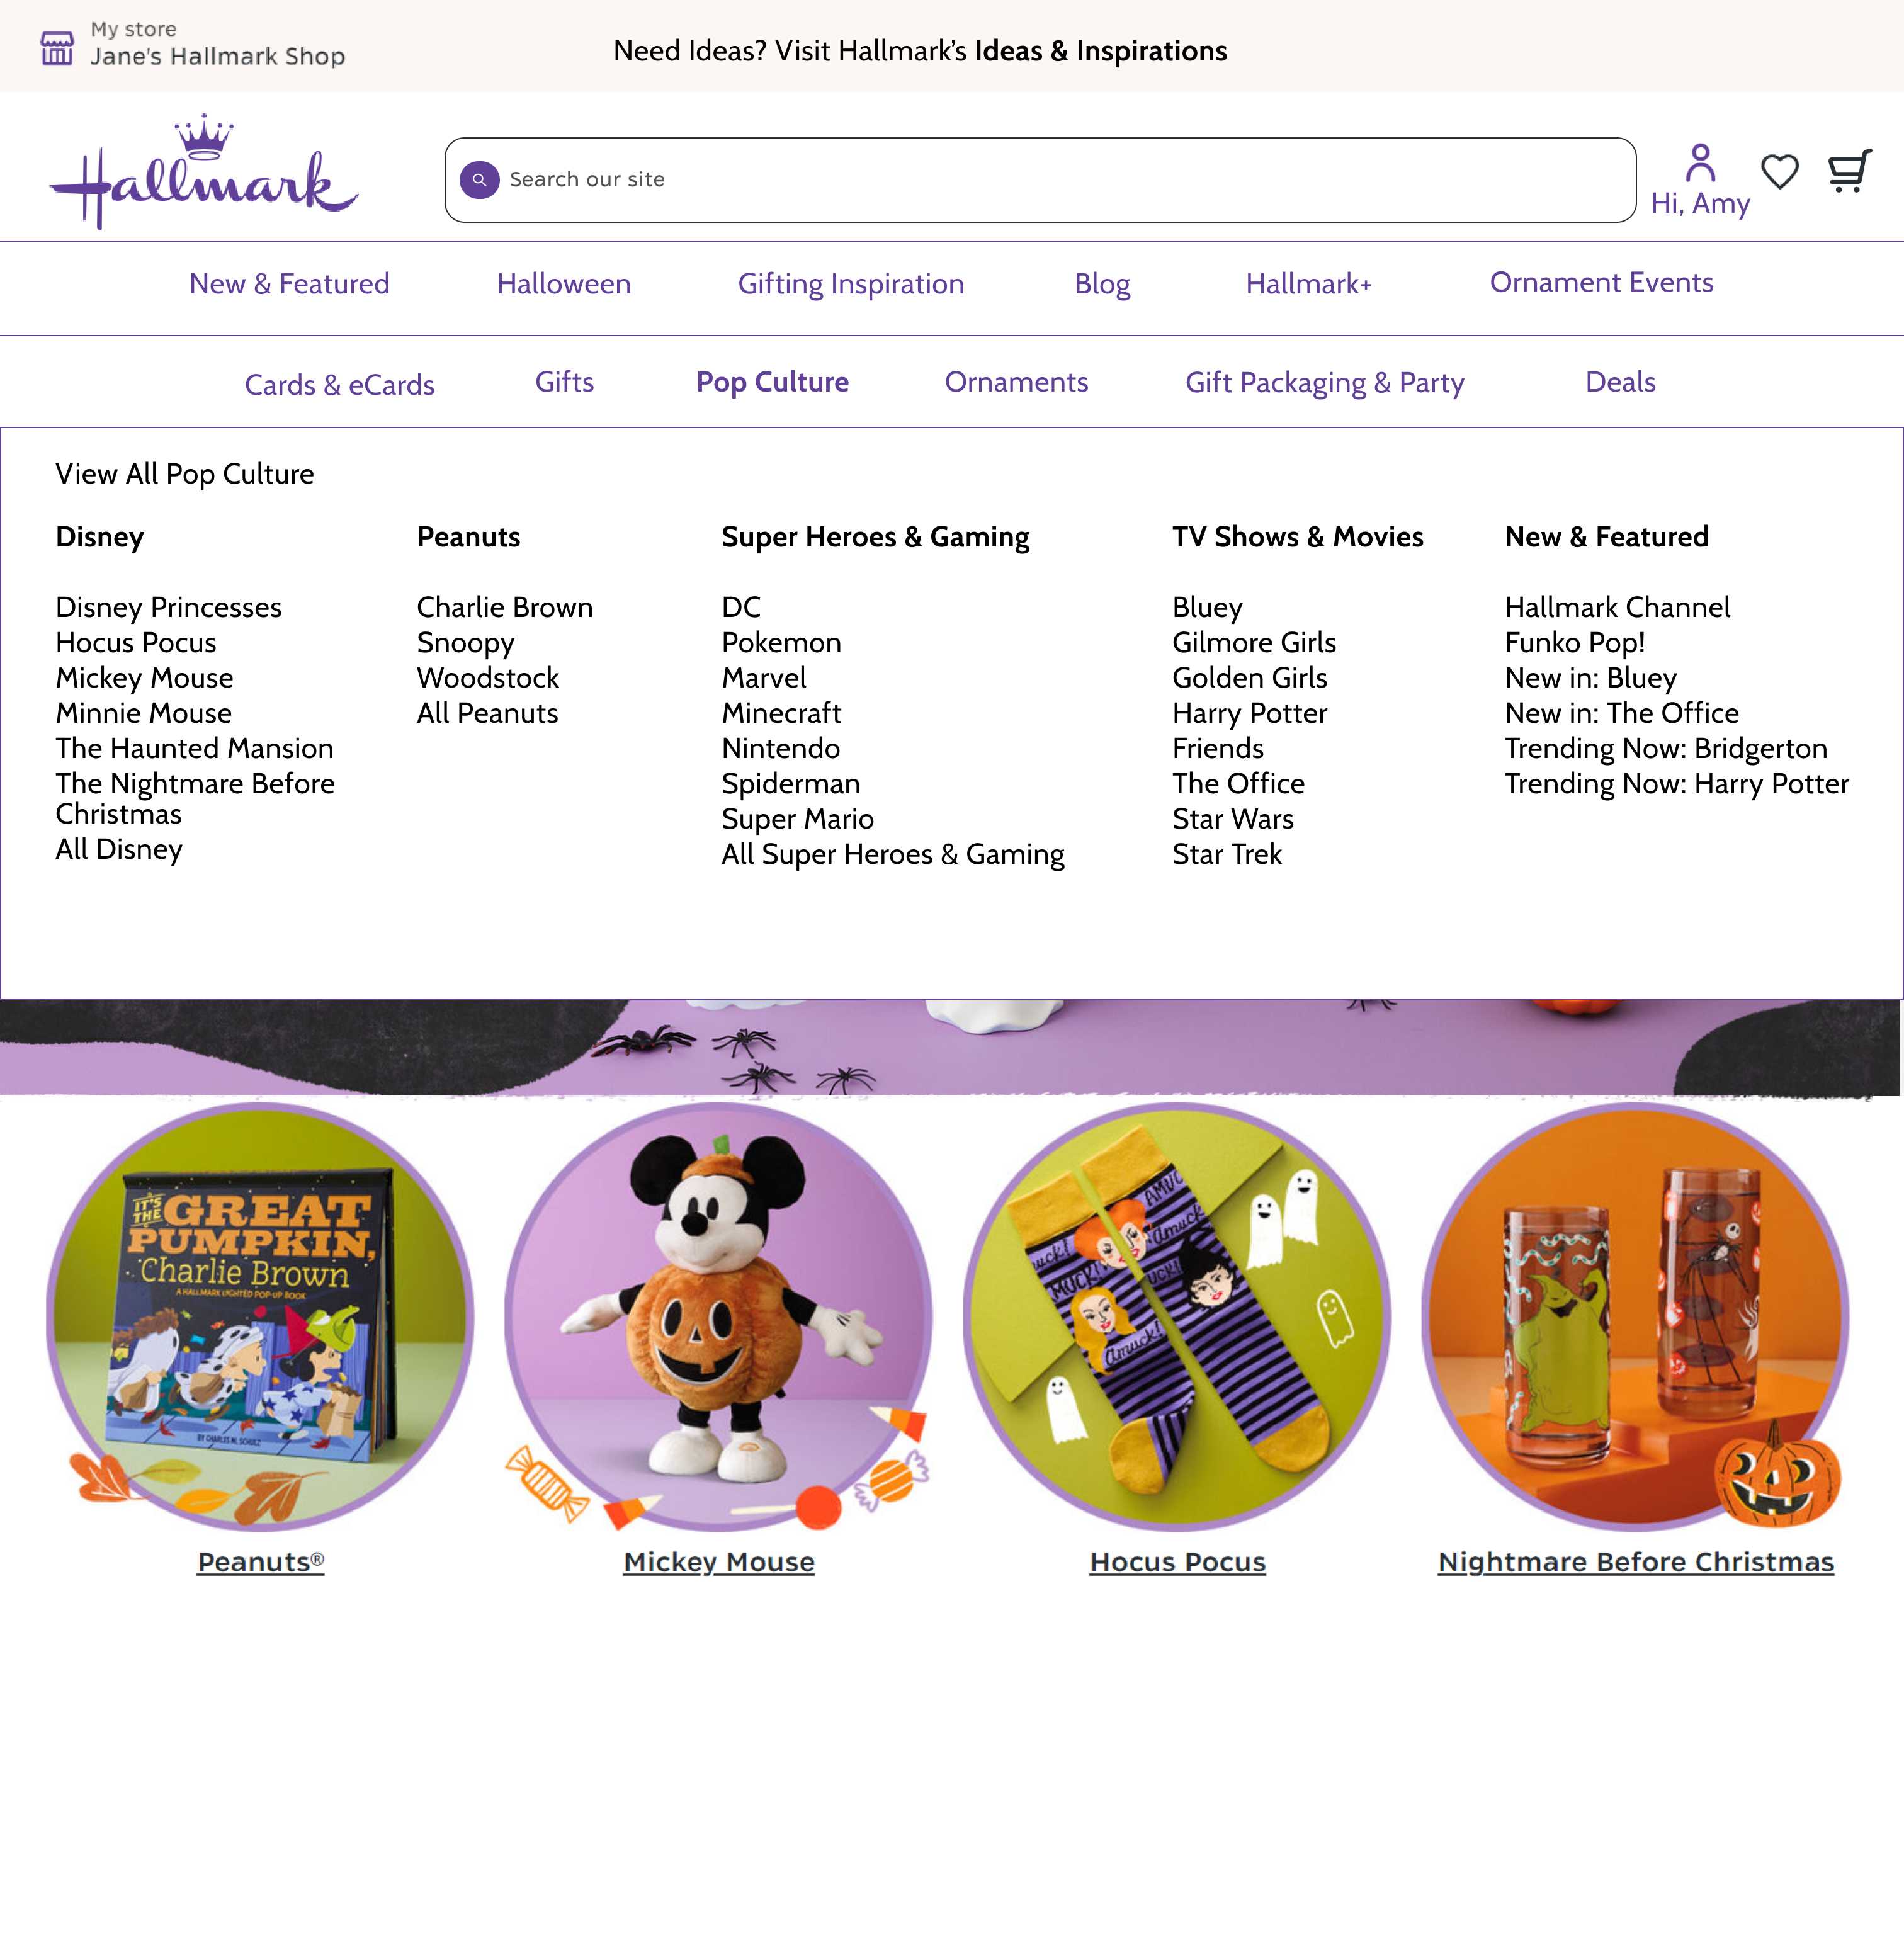 My store
Jane's Hallmark Shop
Need Ideas? Visit Hallmark's Ideas & Inspirations
Hallmark
Search our site
Hi, Amy
New & Featured
Halloween
Gifting Inspiration
Blog
Hallmark+
Ornament Events
Cards & eCards
Gifts
Pop Culture
Ornaments
Gift Packaging & Party
Deals
View All Pop Culture
Disney
Disney Princesses
Hocus Pocus
Mickey Mouse
Minnie Mouse
The Haunted Mansion
The Nightmare Before
Christmas
All Disney
Peanuts
Charlie Brown
Snoopy
Woodstock
All Peanuts
Super Heroes & Gaming
DC
Pokemon
Marvel
Minecraft
Nintendo
Spiderman
Super Mario
All Super Heroes & Gaming
TV Shows & Movies
Bluey
Gilmore Girls
Golden Girls
Harry Potter
Friends
The Office
Star Wars
Star Trek
New & Featured
Hallmark Channel
Funko Pop!
New in: Bluey
New in: The Office
Trending Now: Bridgerton
Trending Now: Harry Potter
IT'S
THE GREAT
PUMPKIN,
Charlie Brown
A HALLMARK LIGHTED POP-UP BOOK
BY CHARLES M. SCHULZ
AMUC
amuck
uck!
MUCK!
UCK!
amuck!
Peanuts®
Mickey Mouse
Hocus Pocus
Nightmare Before Christmas